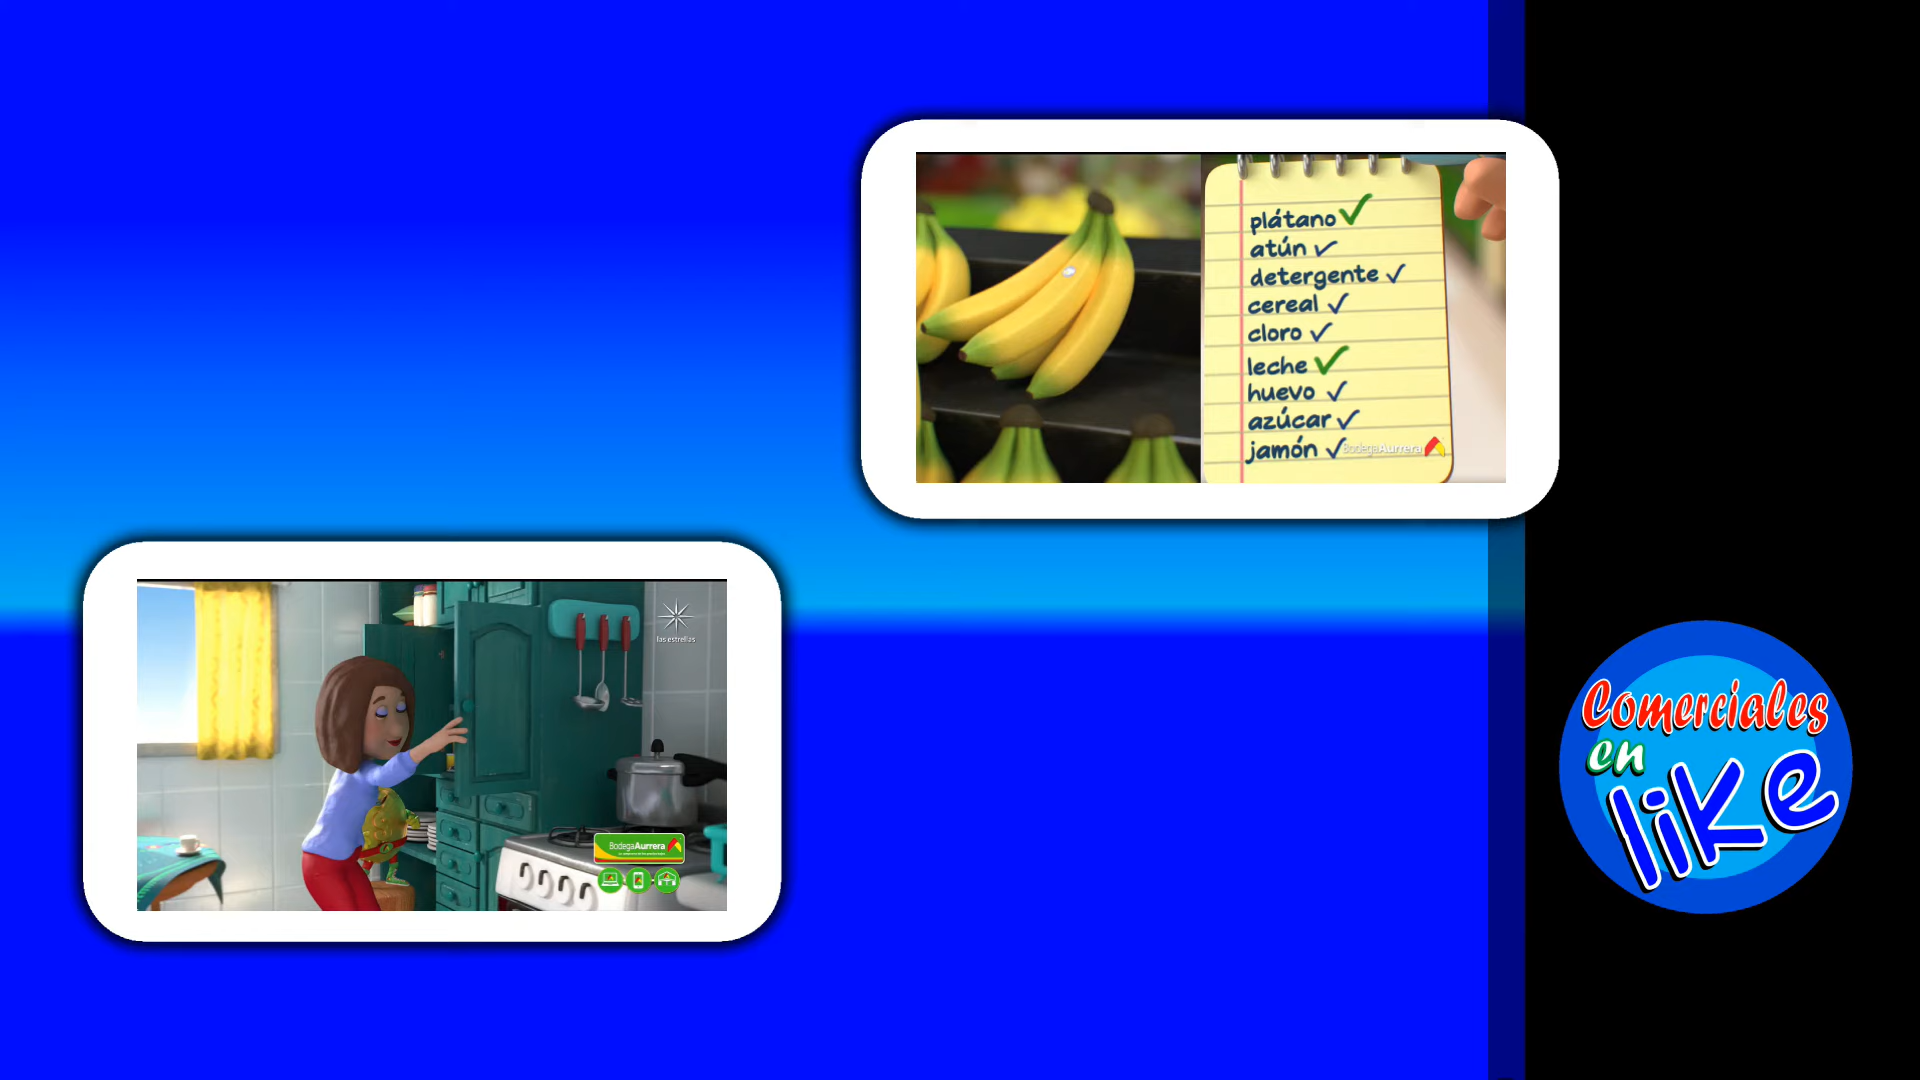 plátano
atún
detergente
cereal
cloro
leche
huevo
azúcar
jamón
BodegaAurrera
las estrellas
BodegaAurrera
Comerciales
en
like